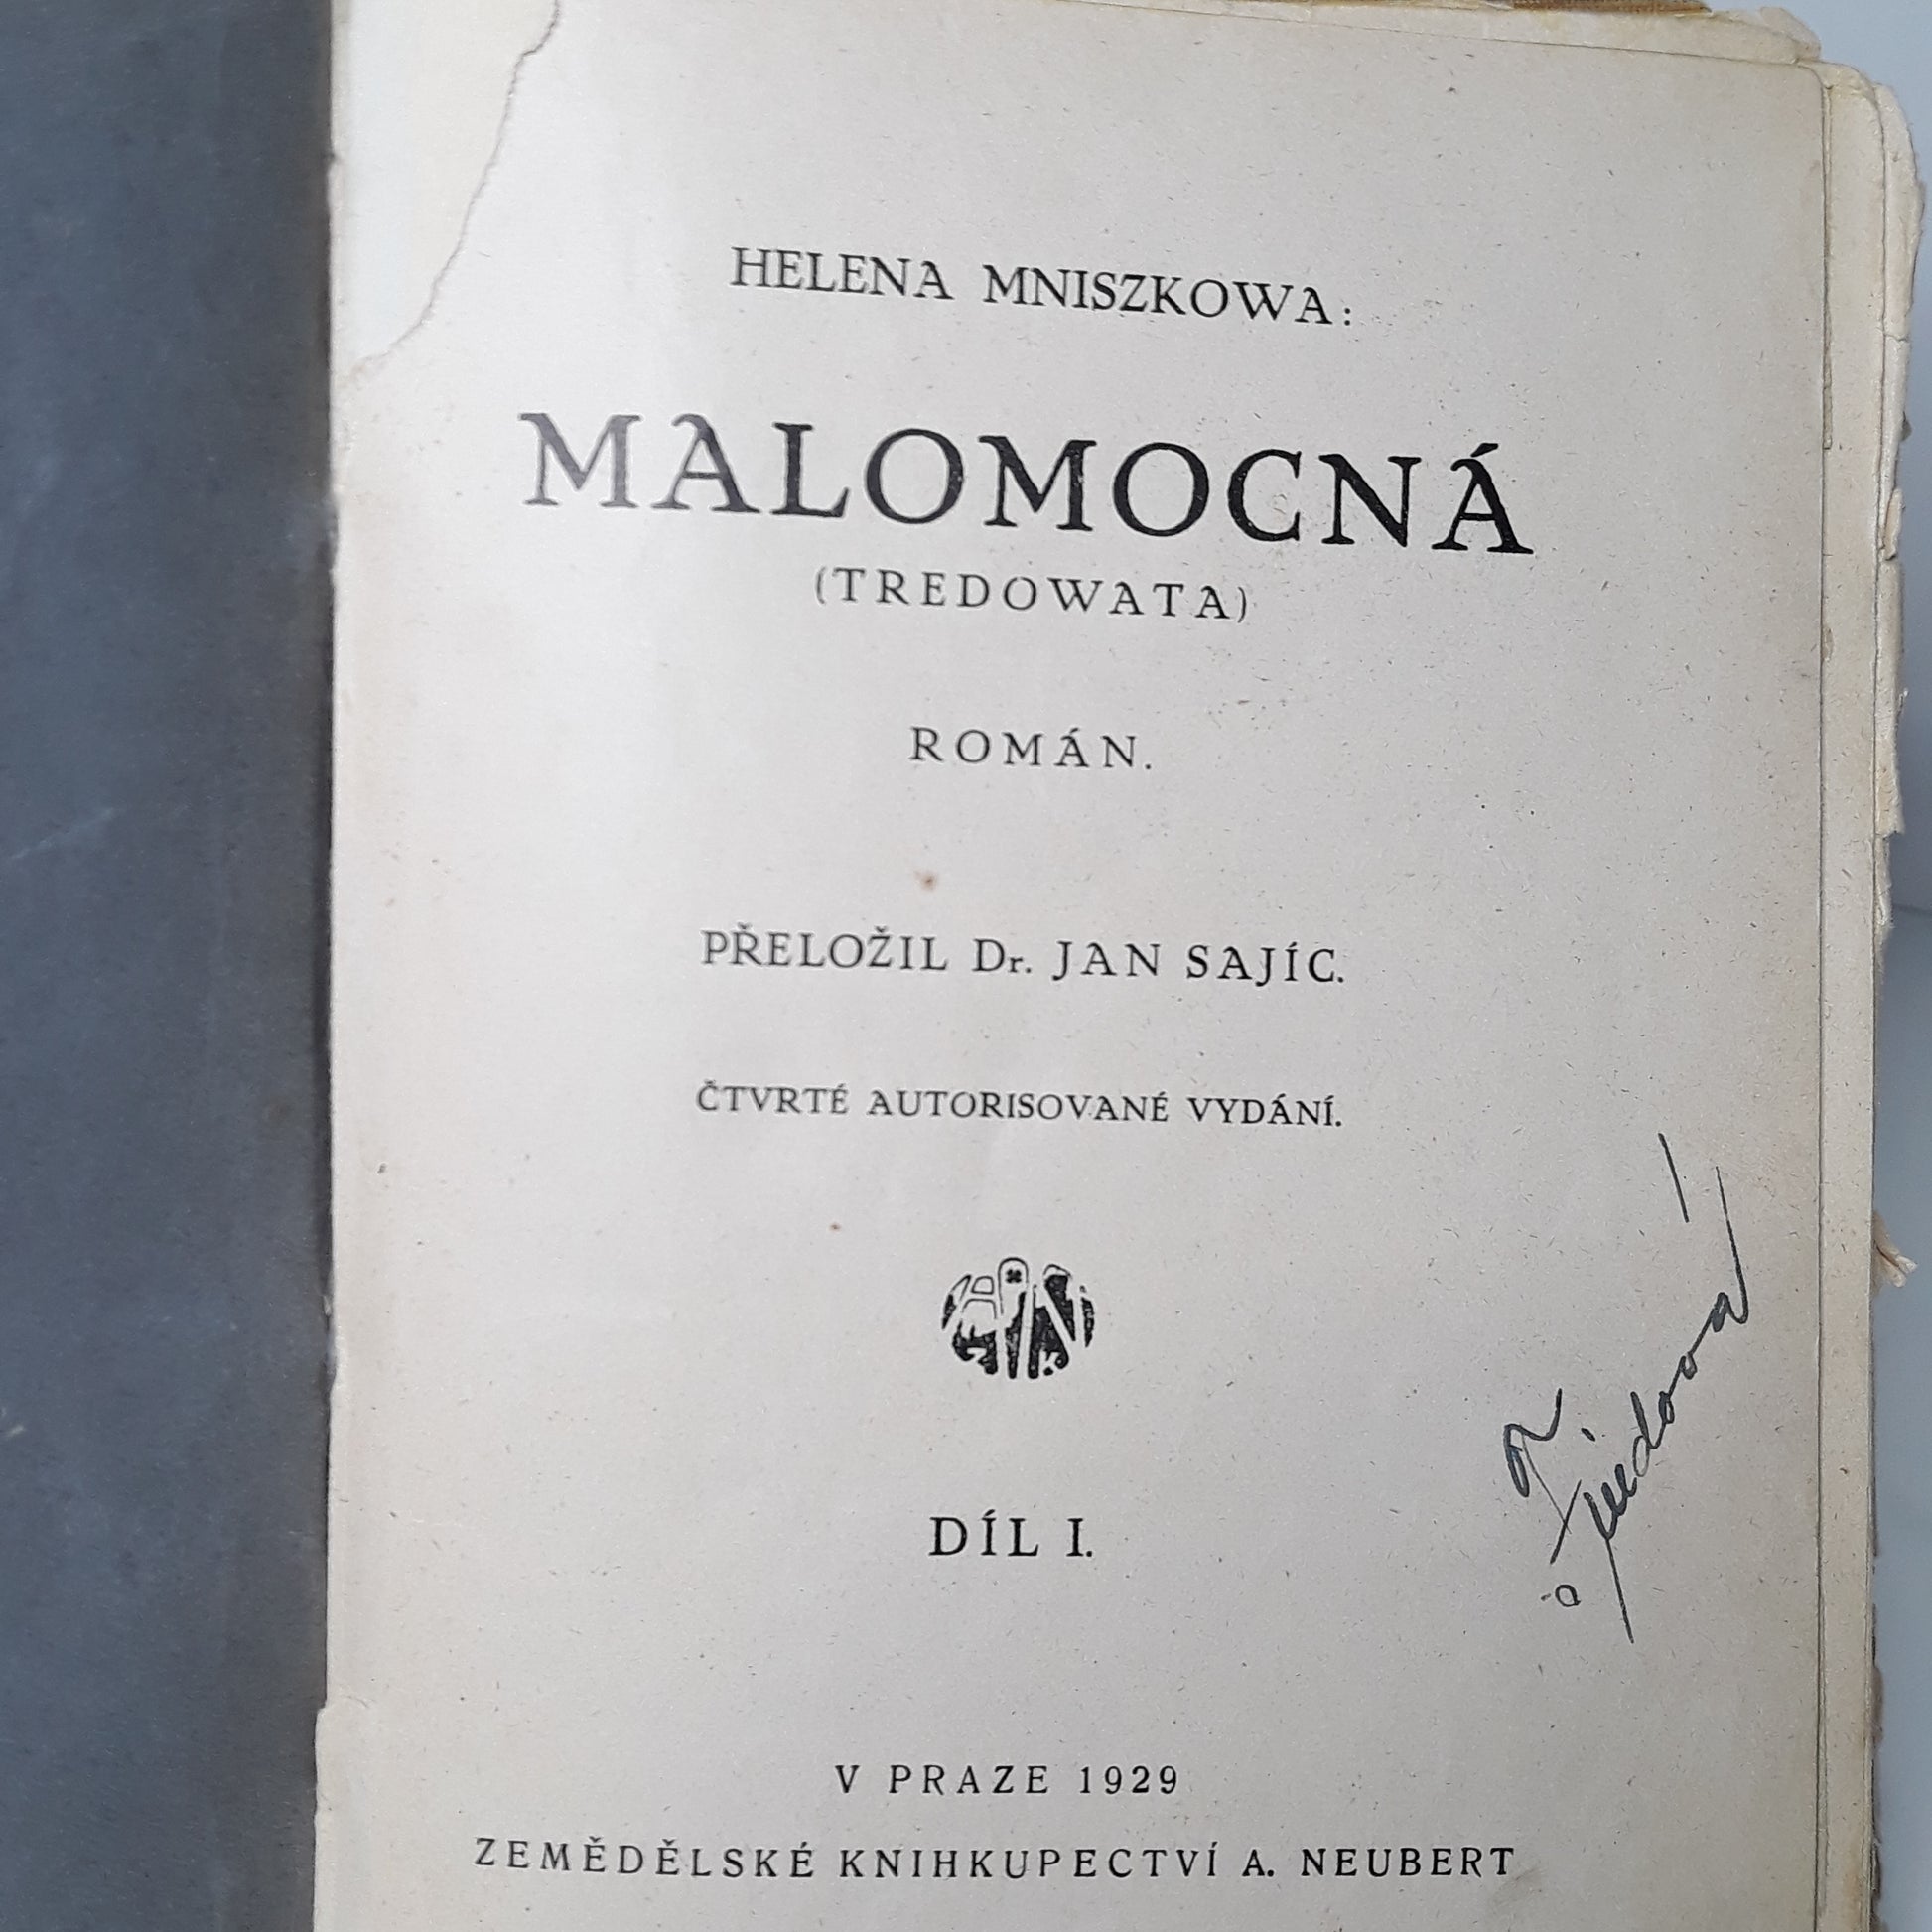 HELENA MNISZKOWA:
MALOMOCNÁ
(TREDOWATA)
ROMÁN.
PŘELOŽIL Dr. JAN SAJÍC.
ČTVRTÉ AUTORISOVANÉ VYDÁNÍ.
DÍL I.
V PRAZE 1929
ZEMĚDĚLSKÉ KNIHKUPECTVÍ A. NEUBERT